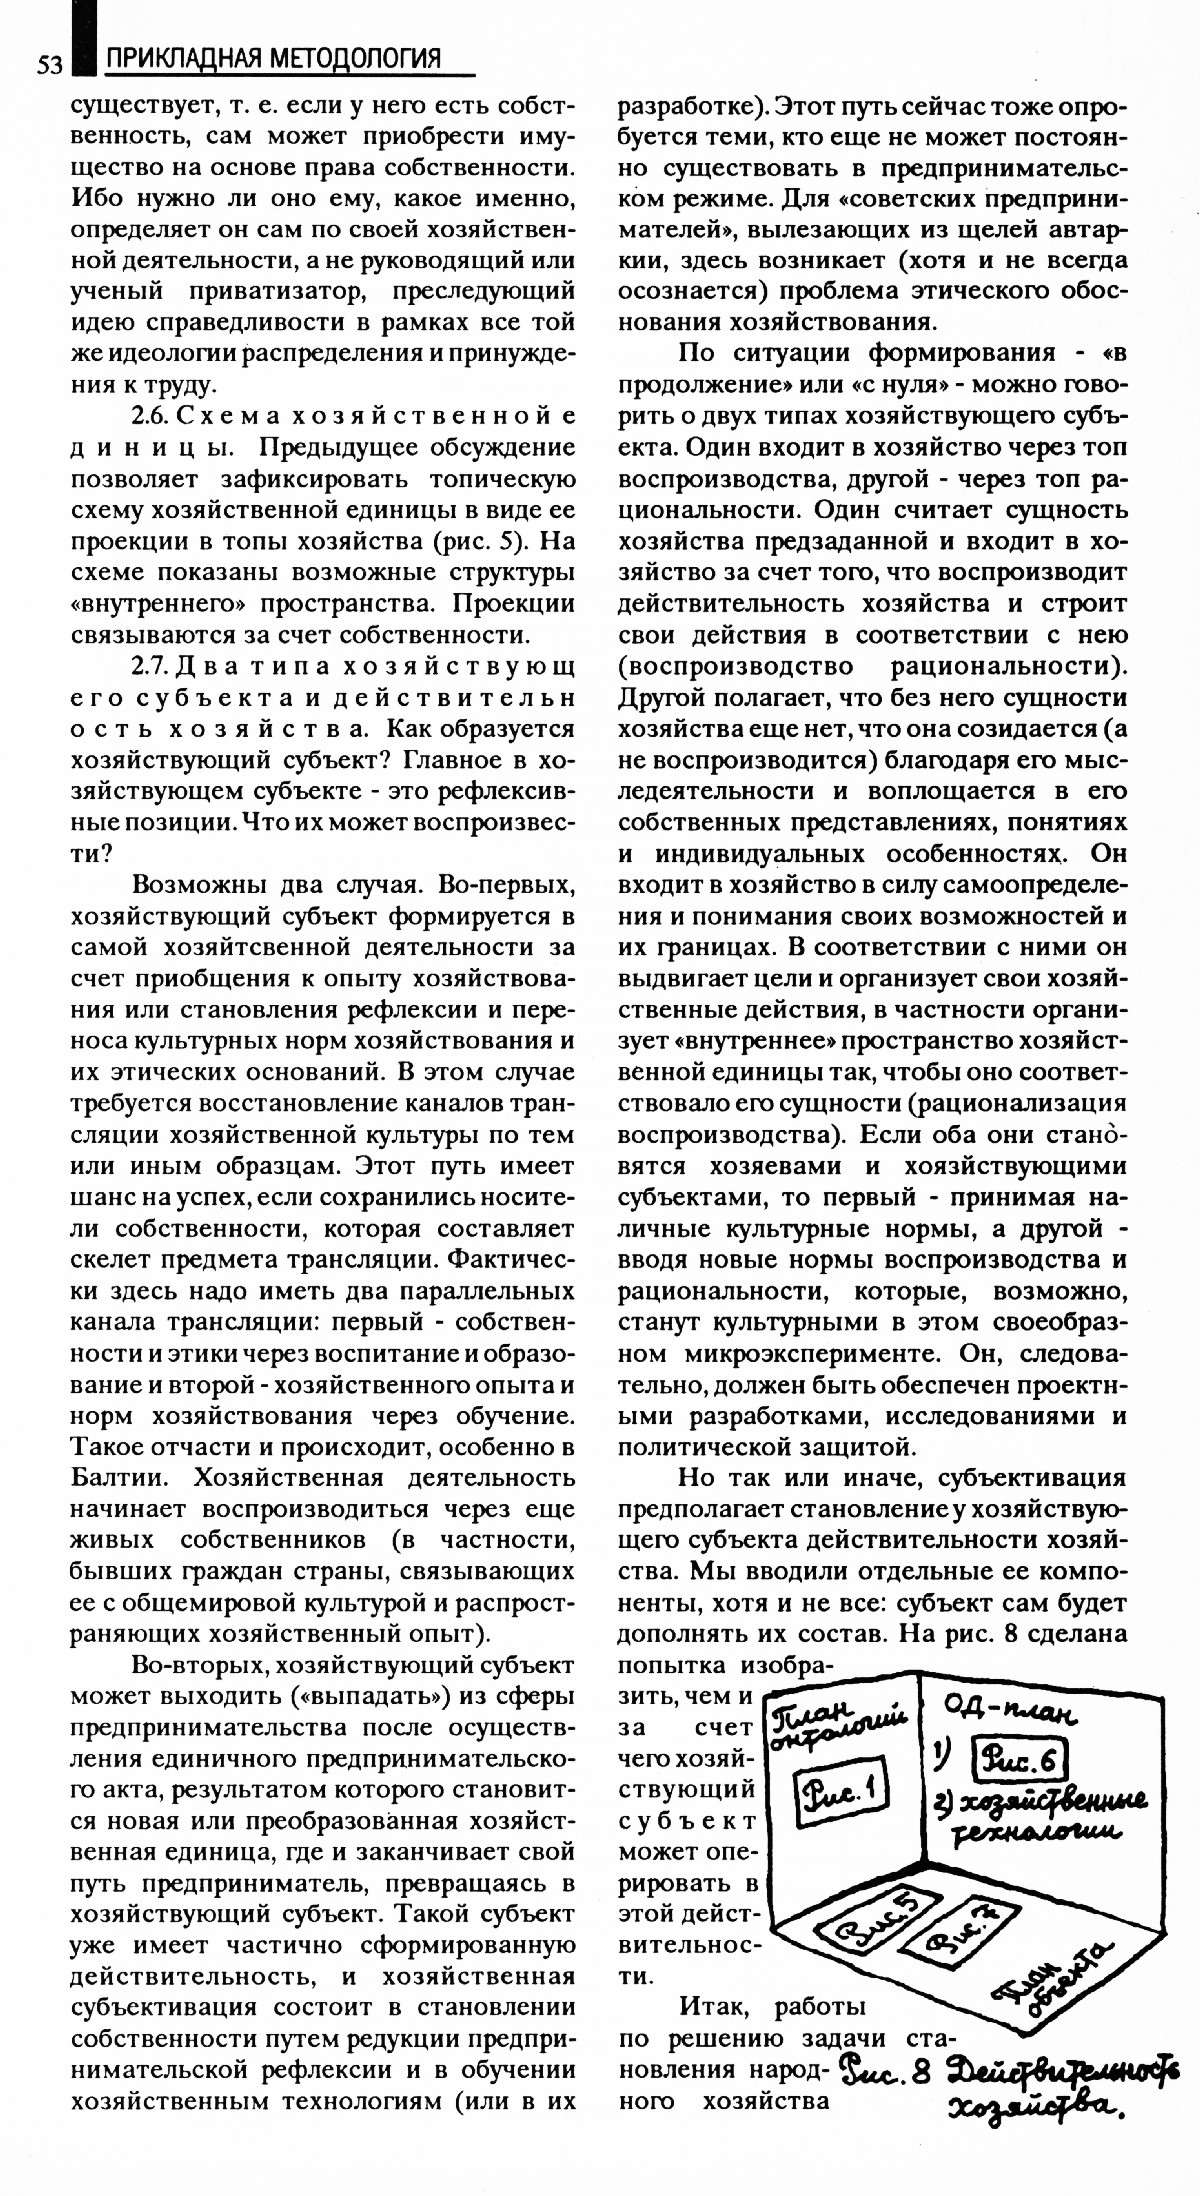 53
ПРИКЛАДНАЯ МЕТОДОЛОГИЯ
существует, т. е. если у него есть собст-
венность, сам может приобрести иму-
щество на основе права собственности.
Ибо нужно ли оно ему, какое именно,
определяет он сам по своей хозяйствен-
ной деятельности, а не руководящий или
ученый приватизатор, преследующий
идею справедливости в рамках все той
же идеологии распределения и принужде-
ния к труду.
2.6. С х е м а х о з я й с т в е н н о й е
д и н и ц ы. Предыдущее обсуждение
позволяет зафиксировать топическую
схему хозяйственной единицы в виде ее
проекции в топы хозяйства (рис. 5). На
схеме показаны возможные структуры
«внутреннего» пространства. Проекции
связываются за счет собственности.
2.7. Д в а т и п а х о з я й с т в у ю щ
е г о с у б ъ е к т а и д е й с т в и т е л ь н
о с т ь х о з я й с т в а. Как образуется
хозяйствующий субъект? Главное в хо-
зяйствующем субъекте - это рефлексив-
ные позиции. Что их может воспроизвес-
ти?
Возможны два случая. Во-первых,
хозяйствующий субъект формируется в
самой хозяйтсвенной деятельности за
счет приобщения к опыту хозяйствова-
ния или становления рефлексии и пере-
носа культурных норм хозяйствования и
их этических оснований. В этом случае
требуется восстановление каналов тран-
сляции хозяйственной культуры по тем
или иным образцам. Этот путь имеет
шанс на успех, если сохранились носите-
ли собственности, которая составляет
скелет предмета трансляции. Фактичес-
ки здесь надо иметь два параллельных
канала трансляции: первый - собствен-
ности и этики через воспитание и образо-
вание и второй - хозяйственного опыта и
норм хозяйствования через обучение.
Такое отчасти и происходит, особенно в
Балтии. Хозяйственная деятельность
начинает воспроизводиться через еще
живых собственников (в частности,
бывших граждан страны, связывающих
ее с общемировой культурой и распрост-
раняющих хозяйственный опыт).
Во-вторых, хозяйствующий субъект
может выходить («выпадать») из сферы
предпринимательства после осуществ-
ления единичного предпринимательско-
го акта, результатом которого становит-
ся новая или преобразованная хозяйст-
венная единица, где и заканчивает свой
путь предприниматель, превращаясь в
хозяйствующий субъект. Такой субъект
уже имеет частично сформированную
действительность, и хозяйственная
субъективация состоит в становлении
собственности путем редукции предпри-
нимательской рефлексии и в обучении
хозяйственным технологиям (или в их
разработке). Этот путь сейчас тоже опро-
буется теми, кто еще не может постоян-
но существовать в предпринимательс-
ком режиме. Для «советских предприни-
мателей», вылезающих из щелей автар-
кии, здесь возникает (хотя и не всегда
осознается) проблема этического обос-
нования хозяйствования.
По ситуации формирования - «в
продолжение» или «с нуля» - можно гово-
рить о двух типах хозяйствующего субъ-
екта. Один входит в хозяйство через топ
воспроизводства, другой - через топ ра-
циональности. Один считает сущность
хозяйства предзаданной и входит в хо-
зяйство за счет того, что воспроизводит
действительность хозяйства и строит
свои действия в соответствии с нею
(воспроизводство рациональности).
Другой полагает, что без него сущности
хозяйства еще нет, что она созидается (а
не воспроизводится) благодаря его мыс-
ледеятельности и воплощается в его
собственных представлениях, понятиях
и индивидуальных особенностях. Он
входит в хозяйство в силу самоопределе-
ния и понимания своих возможностей и
их границах. В соответствии с ними он
выдвигает цели и организует свои хозяй-
ственные действия, в частности органи-
зует «внутреннее» пространство хозяйст-
венной единицы так, чтобы оно соответ-
ствовало его сущности (рационализация
воспроизводства). Если оба они стано-
вятся хозяевами и хоязйствующими
субъектами, то первый - принимая на-
личные культурные нормы, а другой -
вводя новые нормы воспроизводства и
рациональности, которые, возможно,
станут культурными в этом своеобраз-
ном микроэксперименте. Он, следова-
тельно, должен быть обеспечен проектн-
ыми разработками, исследованиями и
политической защитой.
Но так или иначе, субъективация
предполагает становление у хозяйствую-
щего субъекта действительности хозяй-
ства. Мы вводили отдельные ее компо-
ненты, хотя и не все: субъект сам будет
дополнять их состав. На рис. 8 сделана
попытка изобра-
зить, чем и
за счет
чего хозяй-
ствующий
с у б ъ е к т
может опе-
рировать в
этой дейст-
вительнос-
ти.
Итак, работы
по решению задачи ста-
новления народ-
ного хозяйства
План
онтологии
Рис. 1
ОД-план
1) Рис. 6
2) хозяйственные
технологии
Рис. 5
Рис. 7
План
объекта
Рис. 8 Действительность
хозяйства.